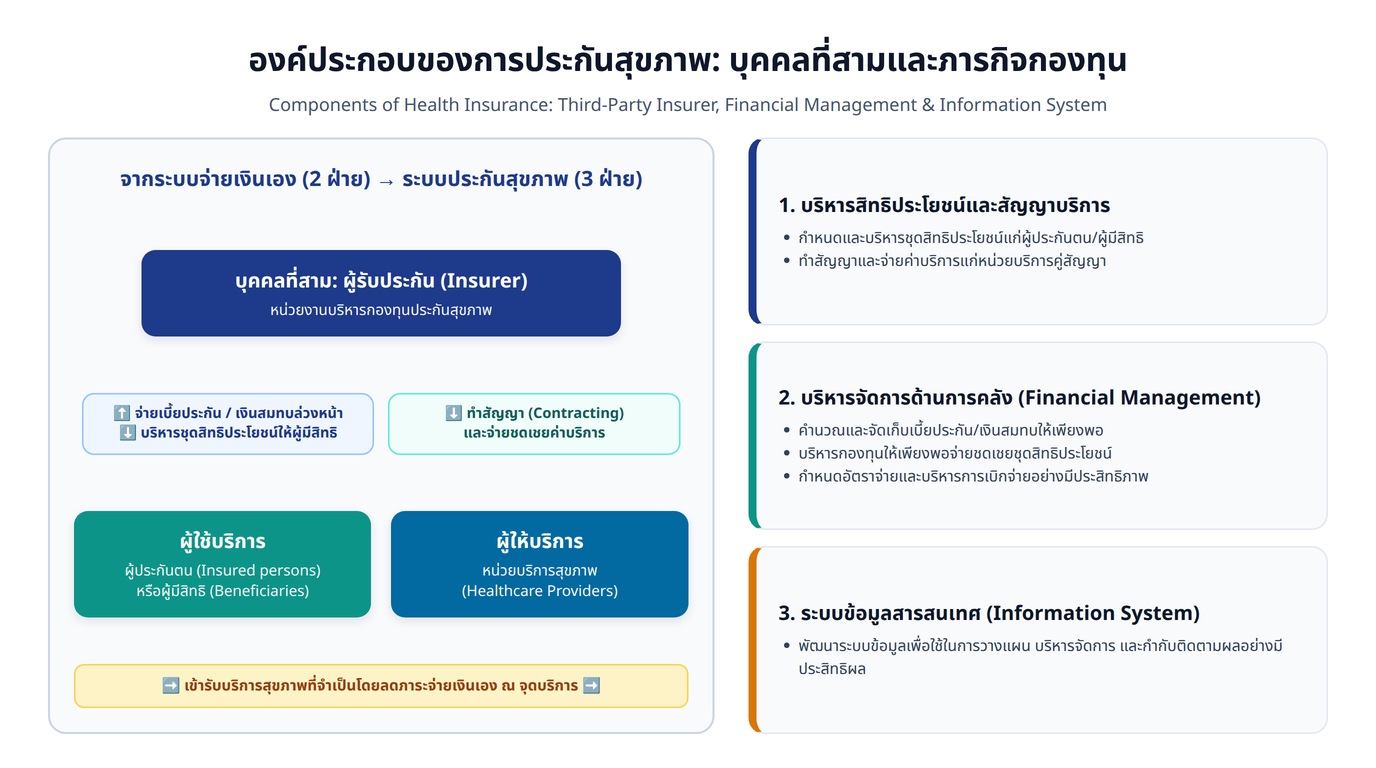 องค์ประกอบของการประกันสุขภาพ: บุคคลที่สามและภารกิจกองทุน
Components of Health Insurance: Third-Party Insurer, Financial Management & Information System
จากระบบจ่ายเงินเอง (2 ฝ่าย) → ระบบประกันสุขภาพ (3 ฝ่าย)
บุคคลที่สาม: ผู้รับประกัน (Insurer)
หน่วยงานบริหารกองทุนประกันสุขภาพ
⬆️ จ่ายเบี้ยประกัน / เงินสมทบล่วงหน้า
⬇️ บริหารชุดสิทธิประโยชน์ให้ผู้มีสิทธิ
⬇️ ทำสัญญา (Contracting)
และจ่ายชดเชยค่าบริการ
ผู้ใช้บริการ
ผู้ประกันตน (Insured persons)
หรือผู้มีสิทธิ (Beneficiaries)
ผู้ให้บริการ
หน่วยบริการสุขภาพ
(Healthcare Providers)
➡️ เข้ารับบริการสุขภาพที่จำเป็นโดยลดภาระจ่ายเงินเอง ณ จุดบริการ ➡️
1. บริหารสิทธิประโยชน์และสัญญาบริการ
• กำหนดและบริหารชุดสิทธิประโยชน์แก่ผู้ประกันตน/ผู้มีสิทธิ
• ทำสัญญาและจ่ายค่าบริการแก่หน่วยบริการคู่สัญญา
2. บริหารจัดการด้านการคลัง (Financial Management)
• คำนวณและจัดเก็บเบี้ยประกัน/เงินสมทบให้เพียงพอ
• บริหารกองทุนให้เพียงพอจ่ายชดเชยชุดสิทธิประโยชน์
• กำหนดอัตราจ่ายและบริหารการเบิกจ่ายอย่างมีประสิทธิภาพ
3. ระบบข้อมูลสารสนเทศ (Information System)
• พัฒนาระบบข้อมูลเพื่อใช้ในการวางแผน บริหารจัดการ และกำกับติดตามผลอย่างมี
ประสิทธิผล